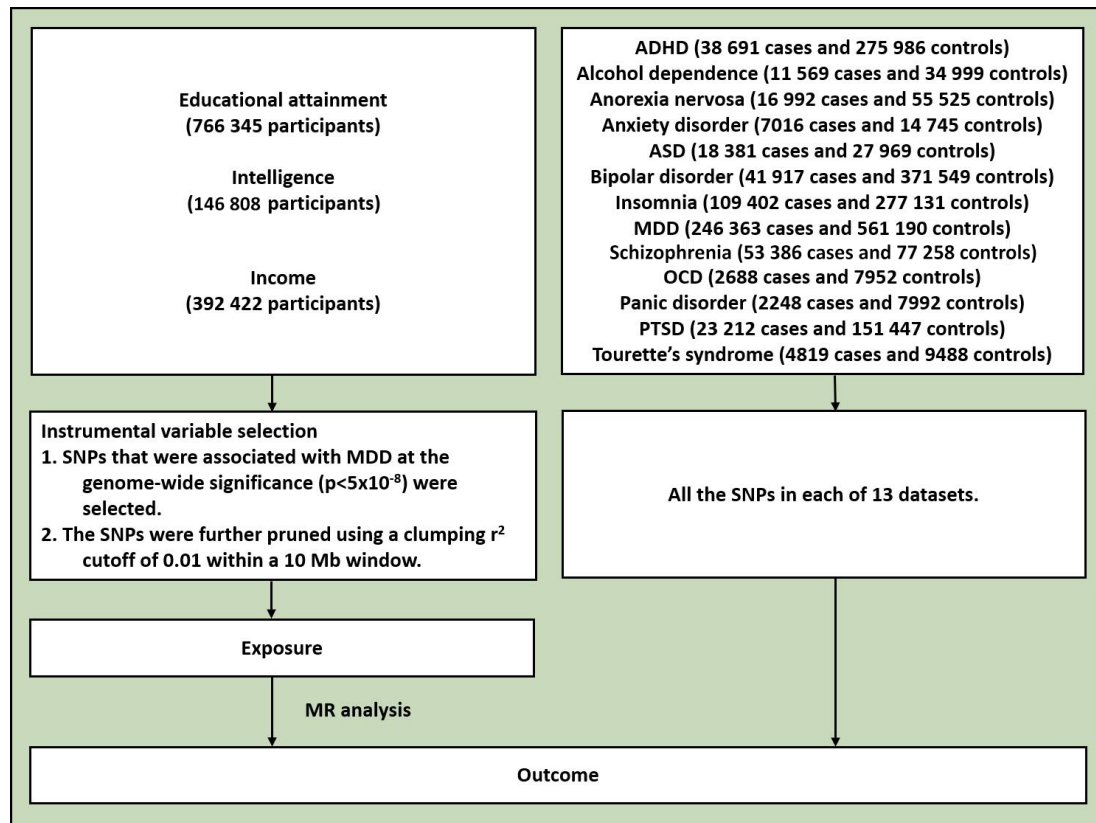 Educational attainment
(766 345 participants)
Intelligence
(146 808 participants)
Income
(392 422 participants)
ADHD (38 691 cases and 275 986 controls)
Alcohol dependence (11 569 cases and 34 999 controls)
Anorexia nervosa (16 992 cases and 55 525 controls)
Anxiety disorder (7016 cases and 14 745 controls)
ASD (18 381 cases and 27 969 controls)
Bipolar disorder (41 917 cases and 371 549 controls)
Insomnia (109 402 cases and 277 131 controls)
MDD (246 363 cases and 561 190 controls)
Schizophrenia (53 386 cases and 77 258 controls)
OCD (2688 cases and 7952 controls)
Panic disorder (2248 cases and 7992 controls)
PTSD (23 212 cases and 151 447 controls)
Tourette’s syndrome (4819 cases and 9488 controls)
Instrumental variable selection
1. SNPs that were associated with MDD at the
genome-wide significance (p<5x10⁻⁸) were
selected.
2. The SNPs were further pruned using a clumping r²
cutoff of 0.01 within a 10 Mb window.
All the SNPs in each of 13 datasets.
Exposure
MR analysis
Outcome